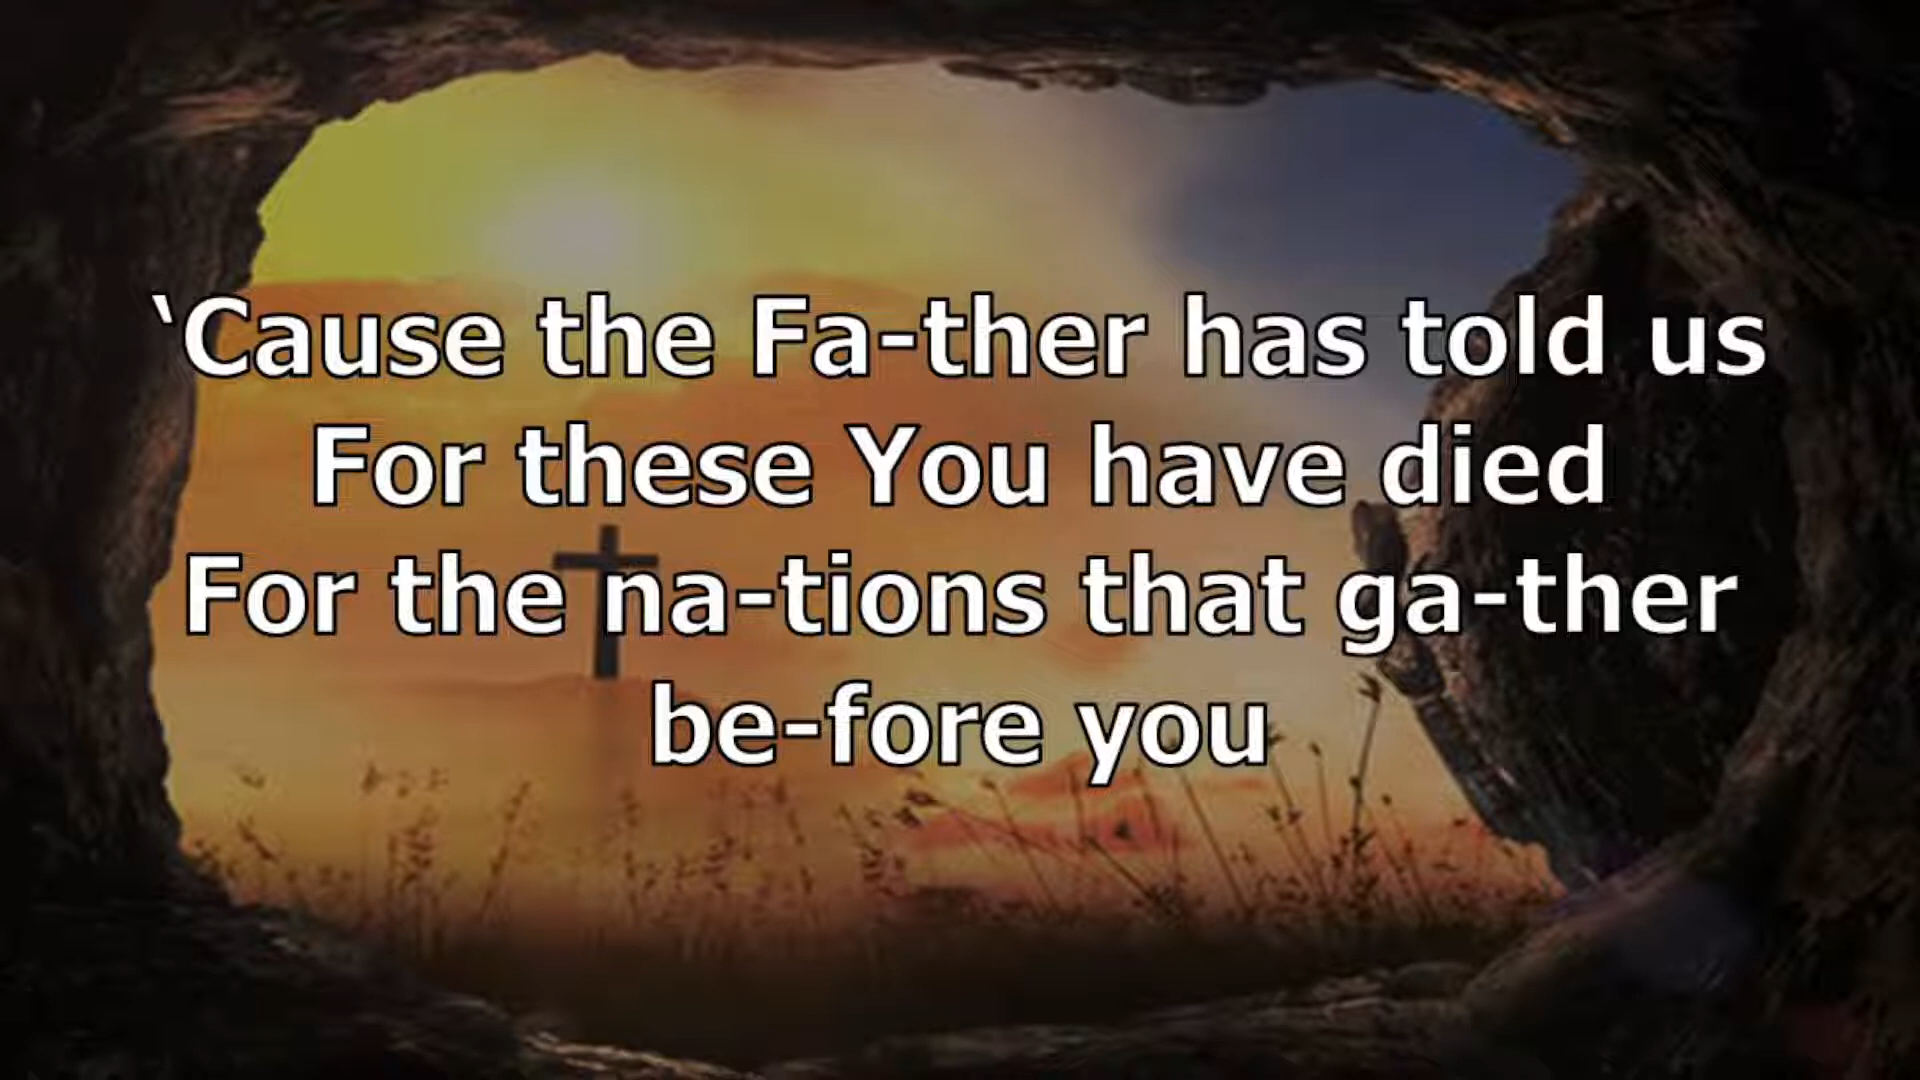 ‘Cause the Fa-ther has told us
For these You have died
For the na-tions that ga-ther
be-fore you